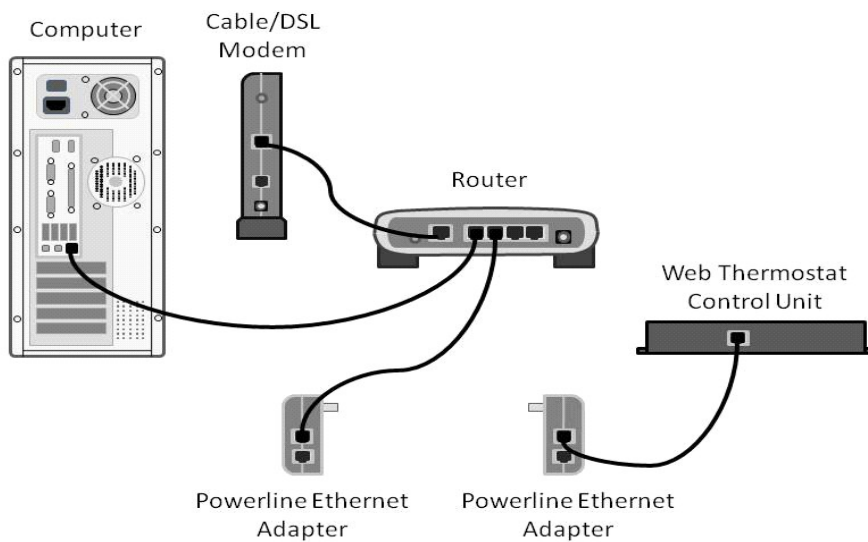 Computer
Cable/DSL
Modem
Router
Web Thermostat
Control Unit
Powerline Ethernet
Adapter
Powerline Ethernet
Adapter